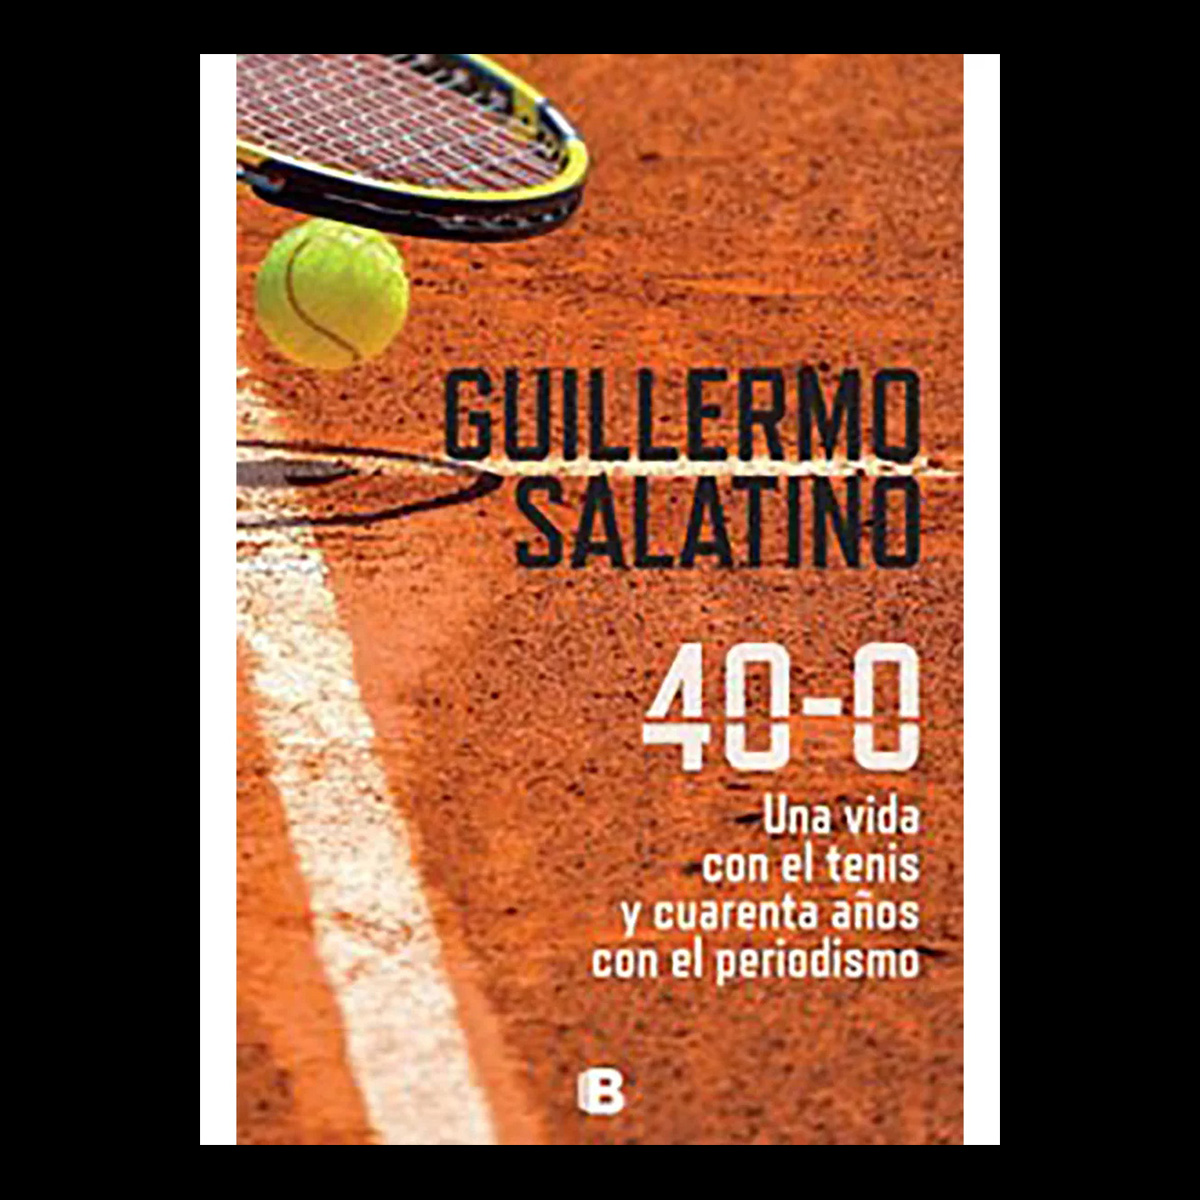 GUILLERMO
SALATINO
40-0
Una vida
con el tenis
y cuarenta años
con el periodismo
B